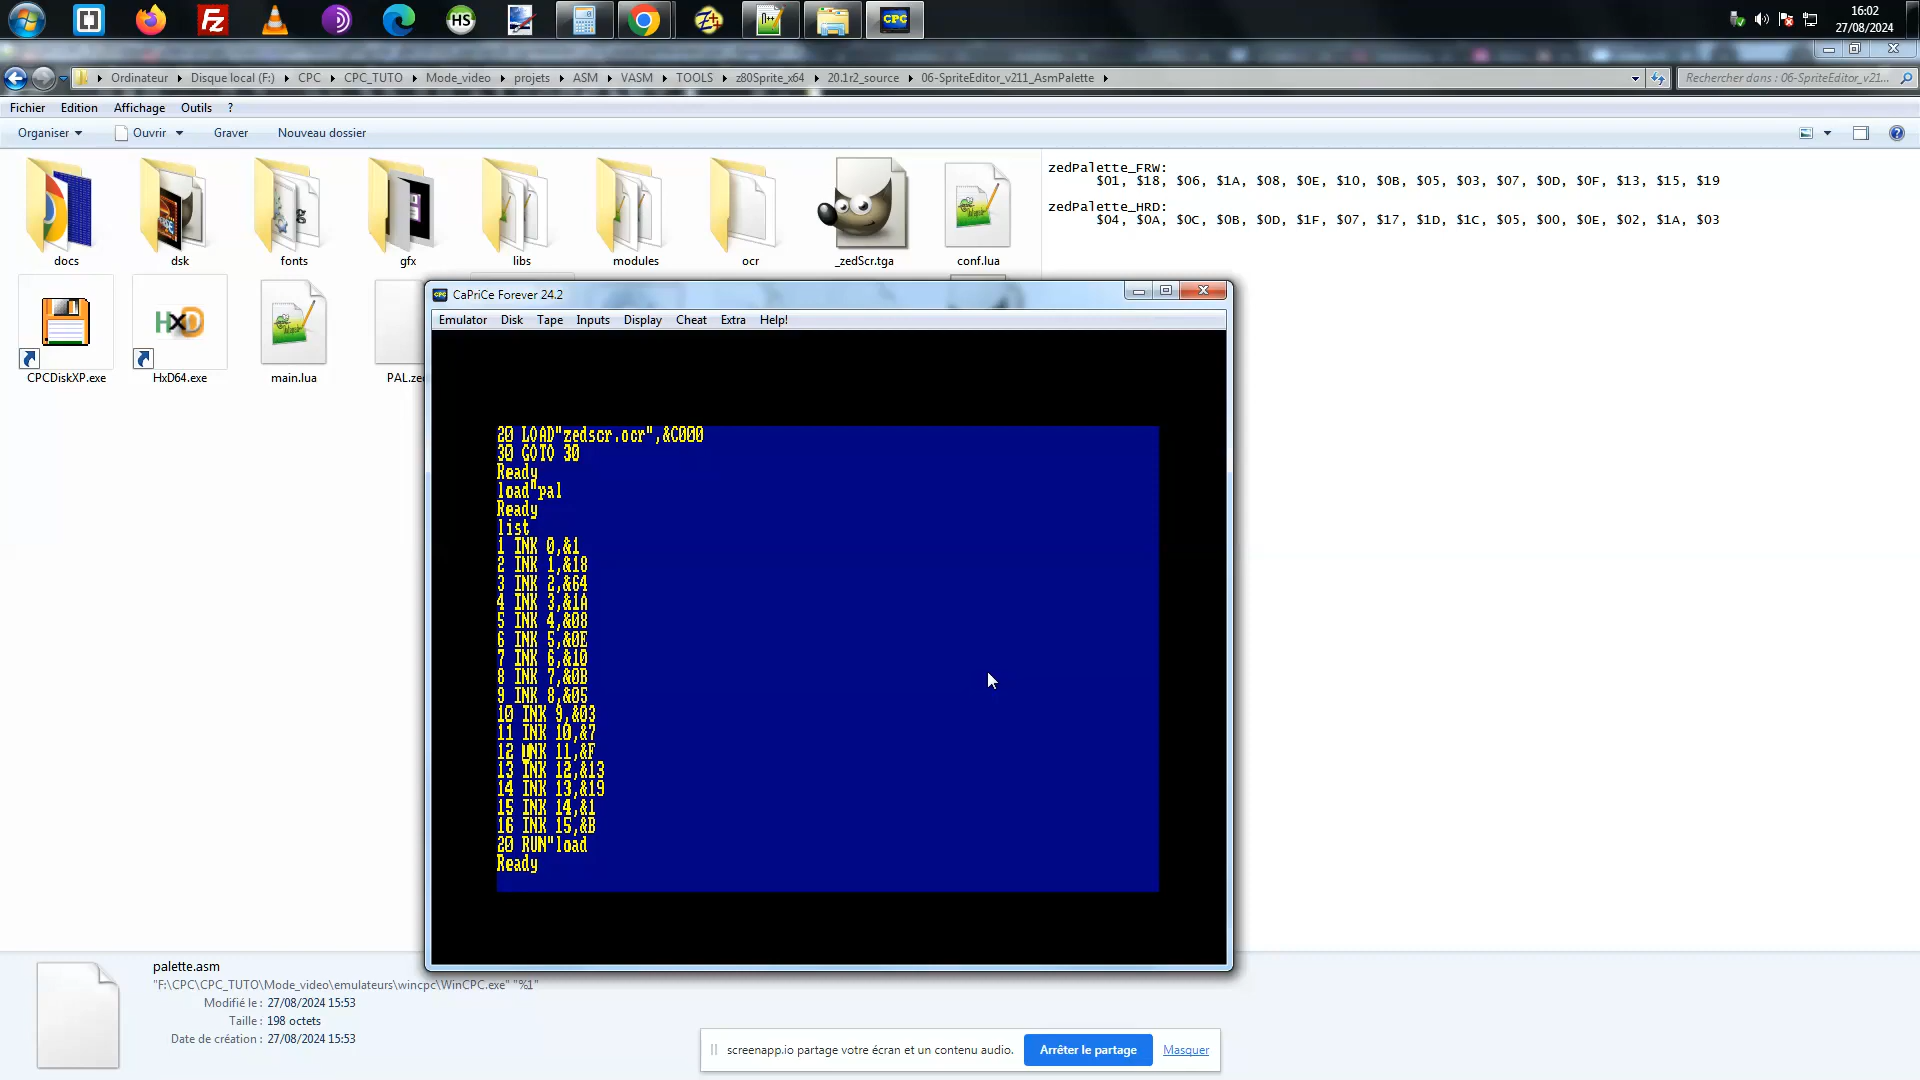 16:02
27/08/2024
Ordinateur
Disque local (F:)
CPC
CPC_TUTO
Mode_video
projets
ASM
VASM
TOOLS
z80Sprite_x64
20.1r2_source
06-SpriteEditor_v211_AsmPalette
Rechercher dans : 06-SpriteEditor_v21...
Fichier
Edition
Affichage
Outils
?
Organiser
Ouvrir
Graver
Nouveau dossier
docs
dsk
fonts
gfx
libs
modules
ocr
_zedScr.tga
conf.lua
CPCDiskXP.exe
HxD64.exe
main.lua
PAL.ze
zedPalette_FRW:
$01, $18, $06, $1A, $08, $0E, $10, $0B, $05, $03, $07, $0D, $0F, $13, $15, $19
zedPalette_HRD:
$04, $0A, $0C, $0B, $0D, $1F, $07, $17, $1D, $1C, $05, $00, $0E, $02, $1A, $03
CPC CaPriCe Forever 24.2
Emulator Disk Tape Inputs Display Cheat Extra Help!
20 LOAD"zedscr.ocr",&C000
30 GOTO 30
Ready
load"pal
Ready
list
1 INK 0,&1
2 INK 1,&18
3 INK 2,&64
4 INK 3,&1A
5 INK 4,&08
6 INK 5,&0E
7 INK 6,&10
8 INK 7,&0B
9 INK 8,&05
10 INK 9,&03
11 INK 10,&7
12 INK 11,&F
13 INK 12,&13
14 INK 13,&19
15 INK 14,&1
16 INK 15,&B
20 RUN"load
Ready
palette.asm
"F:\CPC\CPC_TUTO\Mode_video\emulateurs\wincpc\WinCPC.exe" "%1"
Modifié le : 27/08/2024 15:53
Taille : 198 octets
Date de création : 27/08/2024 15:53
screenapp.io partage votre écran et un contenu audio.
Arrêter le partage
Masquer